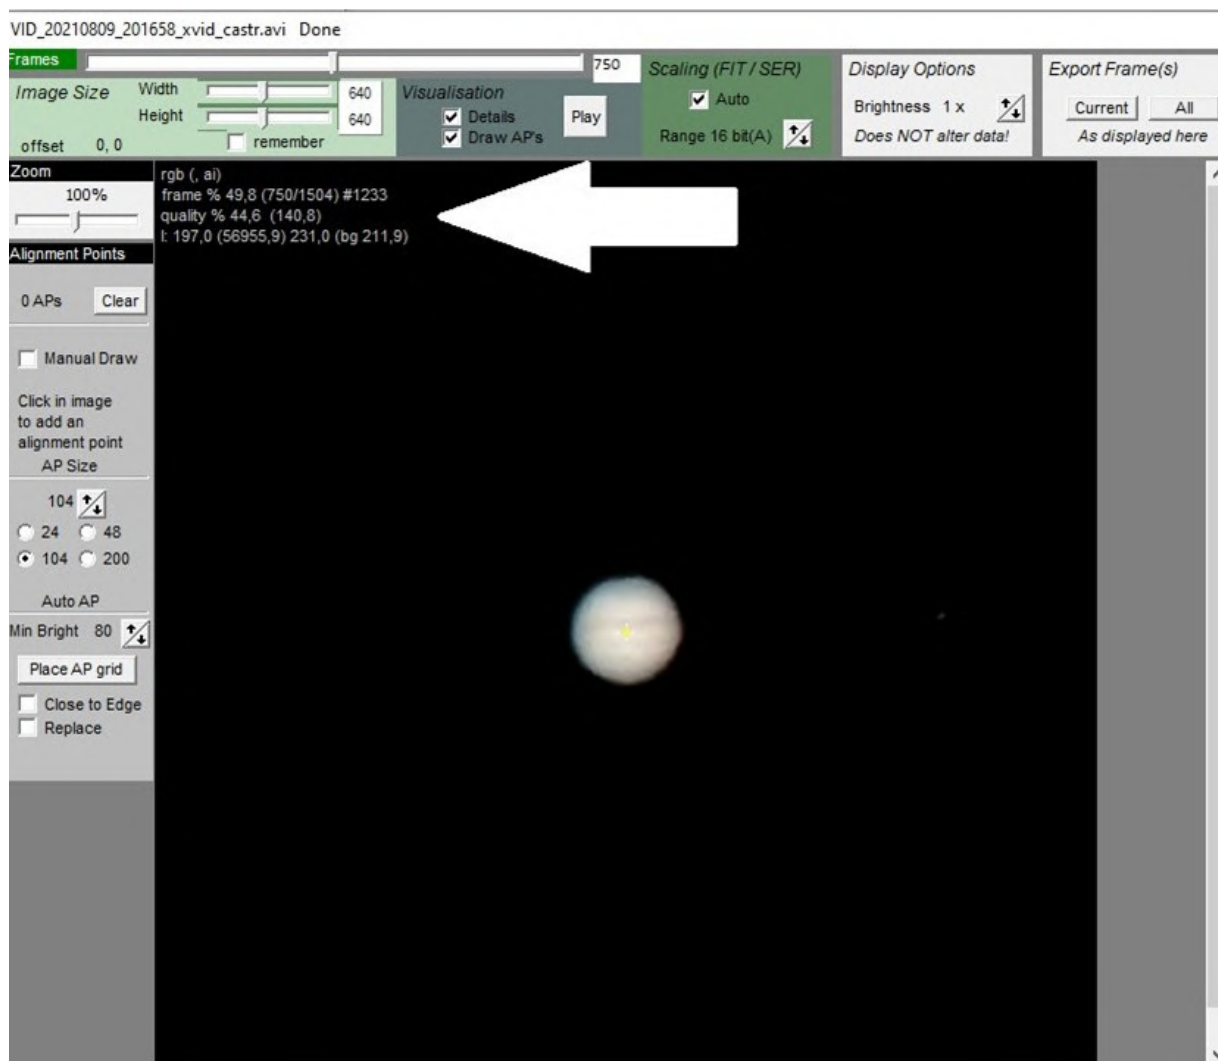 VID_20210809_201658_xvid_castr.avi Done
Frames
750
Image Size
Width 640
Height 640
offset 0, 0
remember
Visualisation
Details
Draw AP's
Play
Scaling (FIT / SER)
Auto
Range 16 bit(A)
Display Options
Brightness 1 x
Does NOT alter data!
Export Frame(s)
Current All
As displayed here
Zoom
100%
Alignment Points
0 APs Clear
Manual Draw
Click in image
to add an
alignment point
AP Size
104
24 48
104 200
Auto AP
Min Bright 80
Place AP grid
Close to Edge
Replace
rgb (, ai)
frame % 49,8 (750/1504) #1233
quality % 44,6 (140,8)
l: 197,0 (56955,9) 231,0 (bg 211,9)